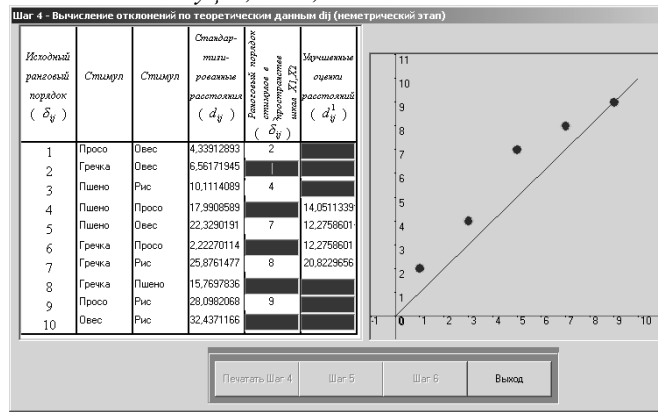 Шаг 4 - Вычисление отклонений по теоретическим данным dij (неметрический этап)
Исходный ранговый порядок ( δij )
Стимул
Стимул
Стандар-тизи-рованные расстояния ( dij )
Ранговый порядок стимулов в пространстве шкал X1,X2 ( δ̂ij )
Улучшенные оценки расстояний ( d¹ij )
1 Просо Овес 4,33912893 2
2 Гречка Овес 6,56171945
3 Пшено Рис 10,1114089 4
4 Пшено Просо 17,9908589 14,0511339
5 Пшено Овес 22,3290191 7 12,2758601
6 Гречка Просо 2,22270114 12,2758601
7 Гречка Рис 25,8761477 8 20,8229656
8 Гречка Пшено 15,7697836
9 Просо Рис 28,0982068 9
10 Овес Рис 32,4371166
11
10
9
8
7
6
5
4
3
2
1
-1 0 1 2 3 4 5 6 7 8 9 10
Печатать Шаг 4 Шаг 5 Шаг 6 Выход